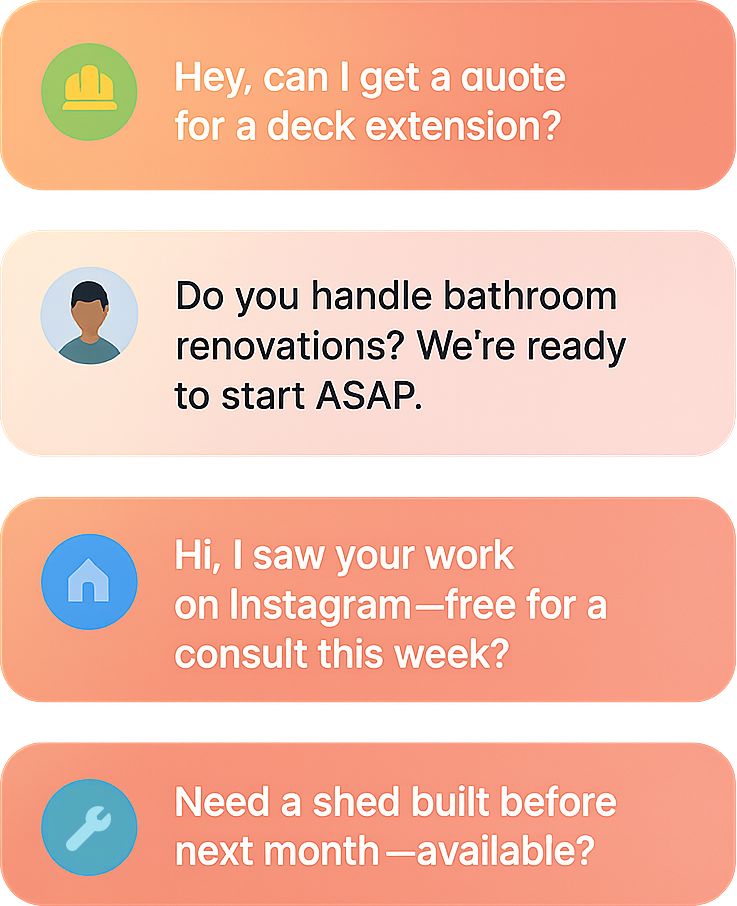 Hey, can I get a quote
for a deck extension?
Do you handle bathroom
renovations? We're ready
to start ASAP.
Hi, I saw your work
on Instagram—free for a
consult this week?
Need a shed built before
next month—available?